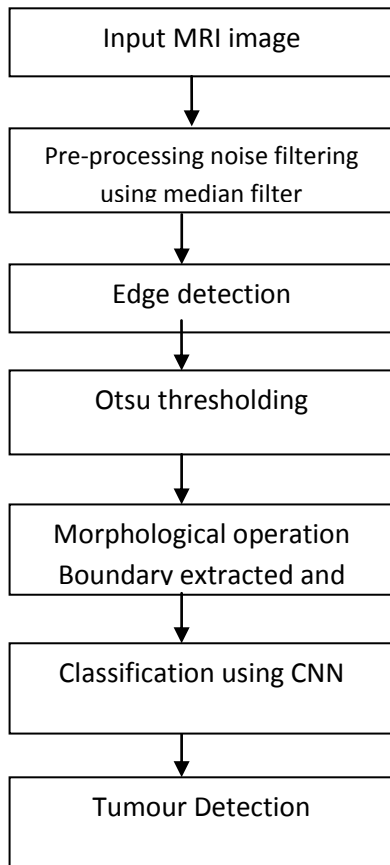 Input MRI image
Pre-processing noise filtering
using median filter
Edge detection
Otsu thresholding
Morphological operation
Boundary extracted and
Classification using CNN
Tumour Detection